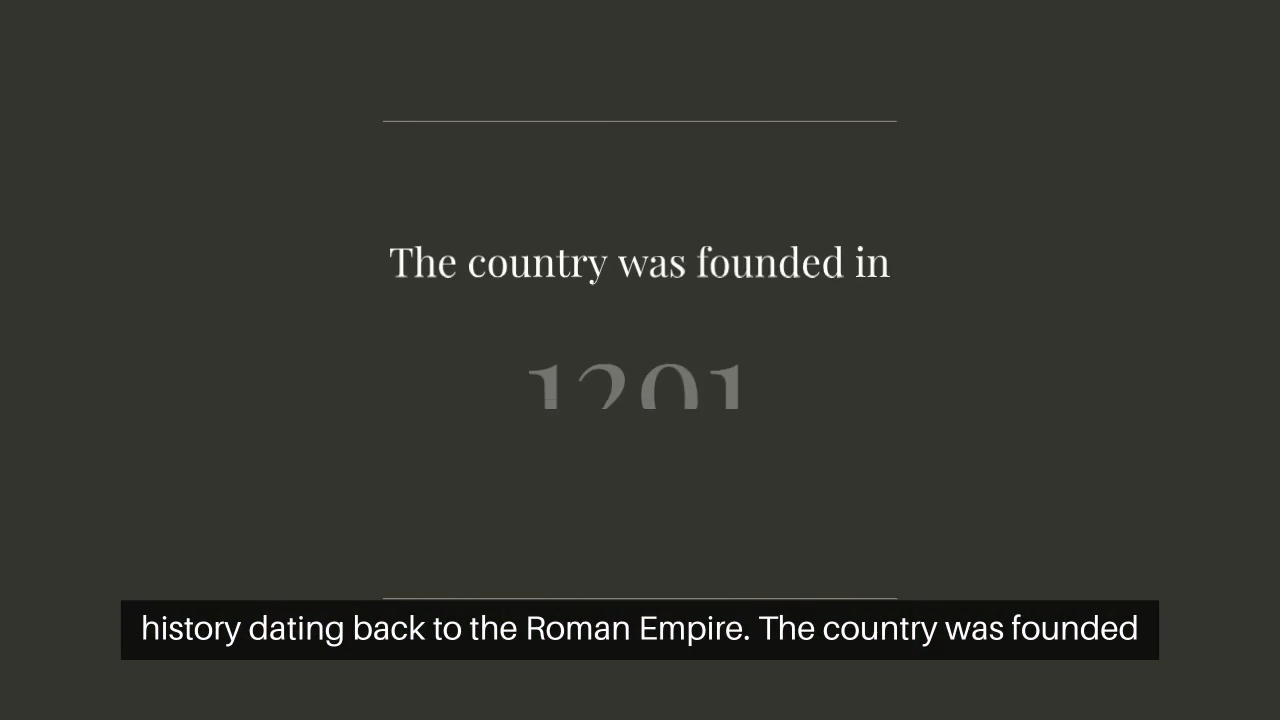 The country was founded in
history dating back to the Roman Empire. The country was founded